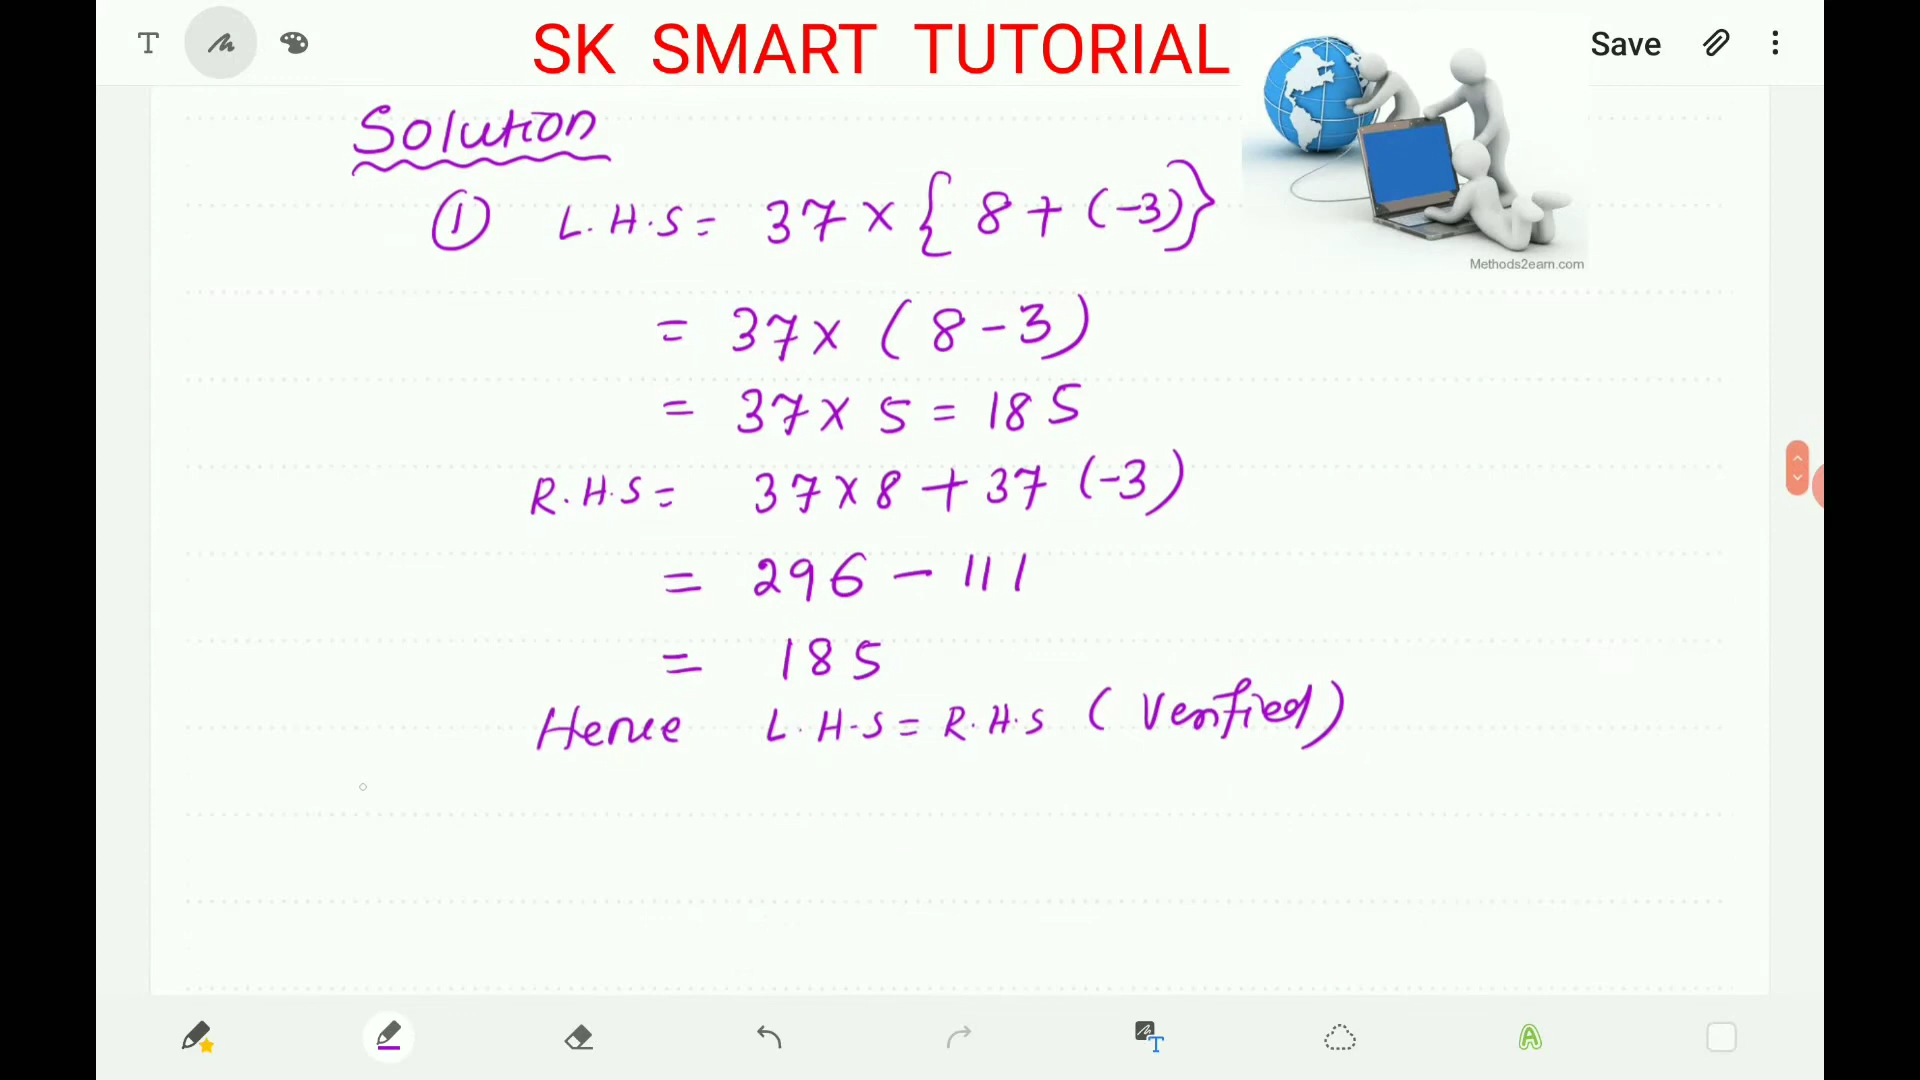 T
SK SMART TUTORIAL
Save
Solution
① L.H.S = 37 × { 8 + (-3)}
Methods2earn.com
= 37 × ( 8 - 3 )
= 37 × 5 = 185
R.H.S = 37 × 8 + 37 (-3)
= 296 - 111
= 185
Hence L.H.S = R.H.S ( Verified )
T
A